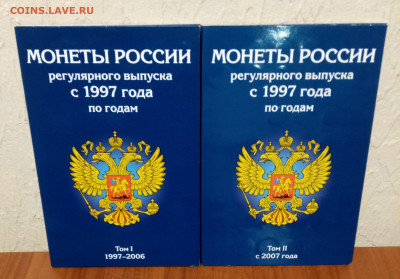 COINS.LAVE.RU
МОНЕТЫ РОССИИ
регулярного выпуска
с 1997 года
по годам
Том I
1997–2006
МОНЕТЫ РОССИИ
регулярного выпуска
с 1997 года
по годам
Том II
с 2007 года